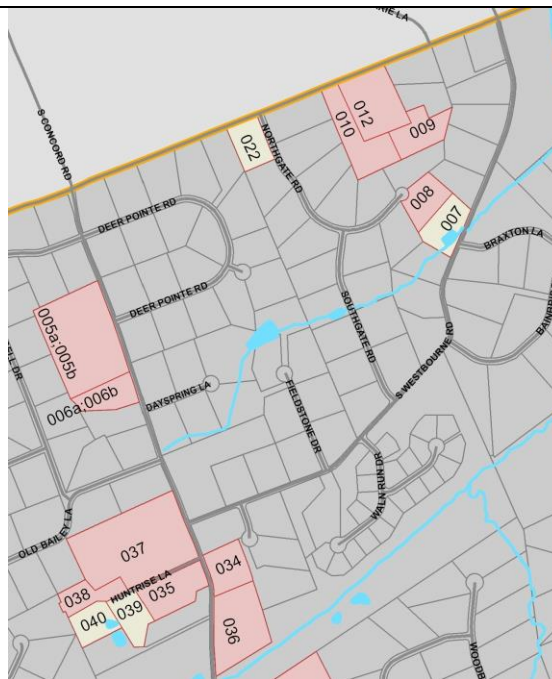 S CONCORD RD
012
010
009
022
NORTHGATE RD
008
007
DEER POINTE RD
BRAXTON LA
DEER POINTE RD
005a;005b
SOUTHGATE RD
S WESTBOURNE RD
006a;006b
DAYSPRING LA
FIELDSTONE DR
WALN RUN DR
OLD BAILEY LA
037
HUNTRISE LA
034
038
035
039
040
036